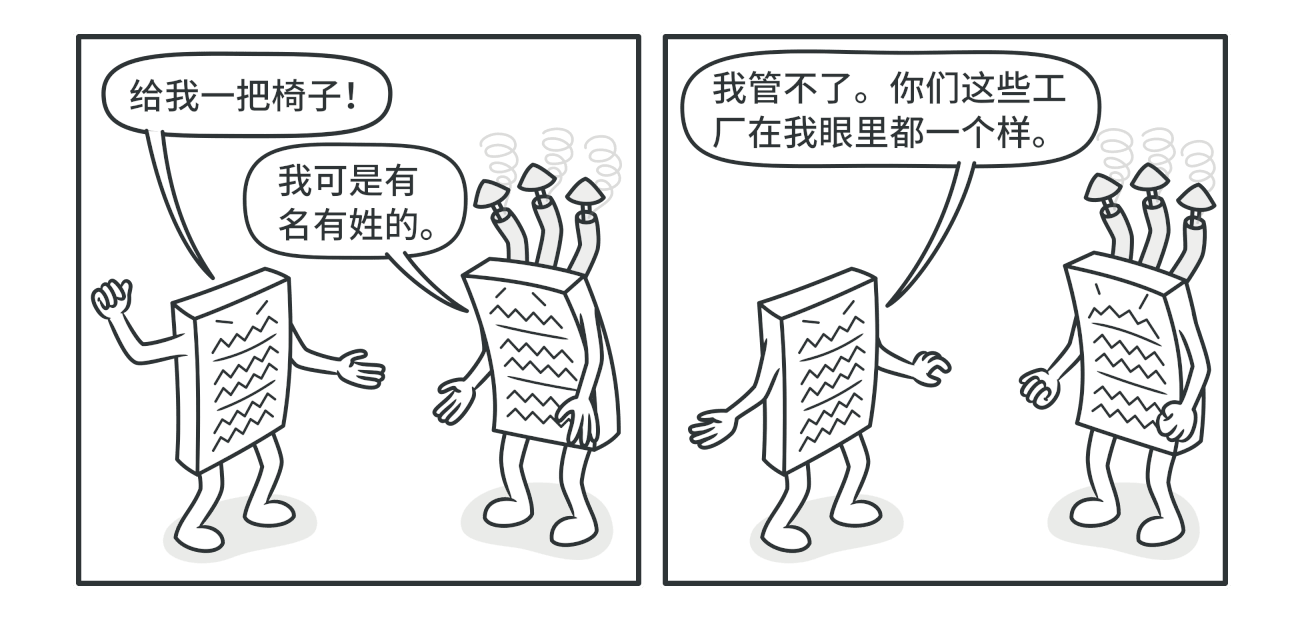 给我一把椅子！
我可是有
名有姓的。
我管不了。你们这些工
厂在我眼里都一个样。